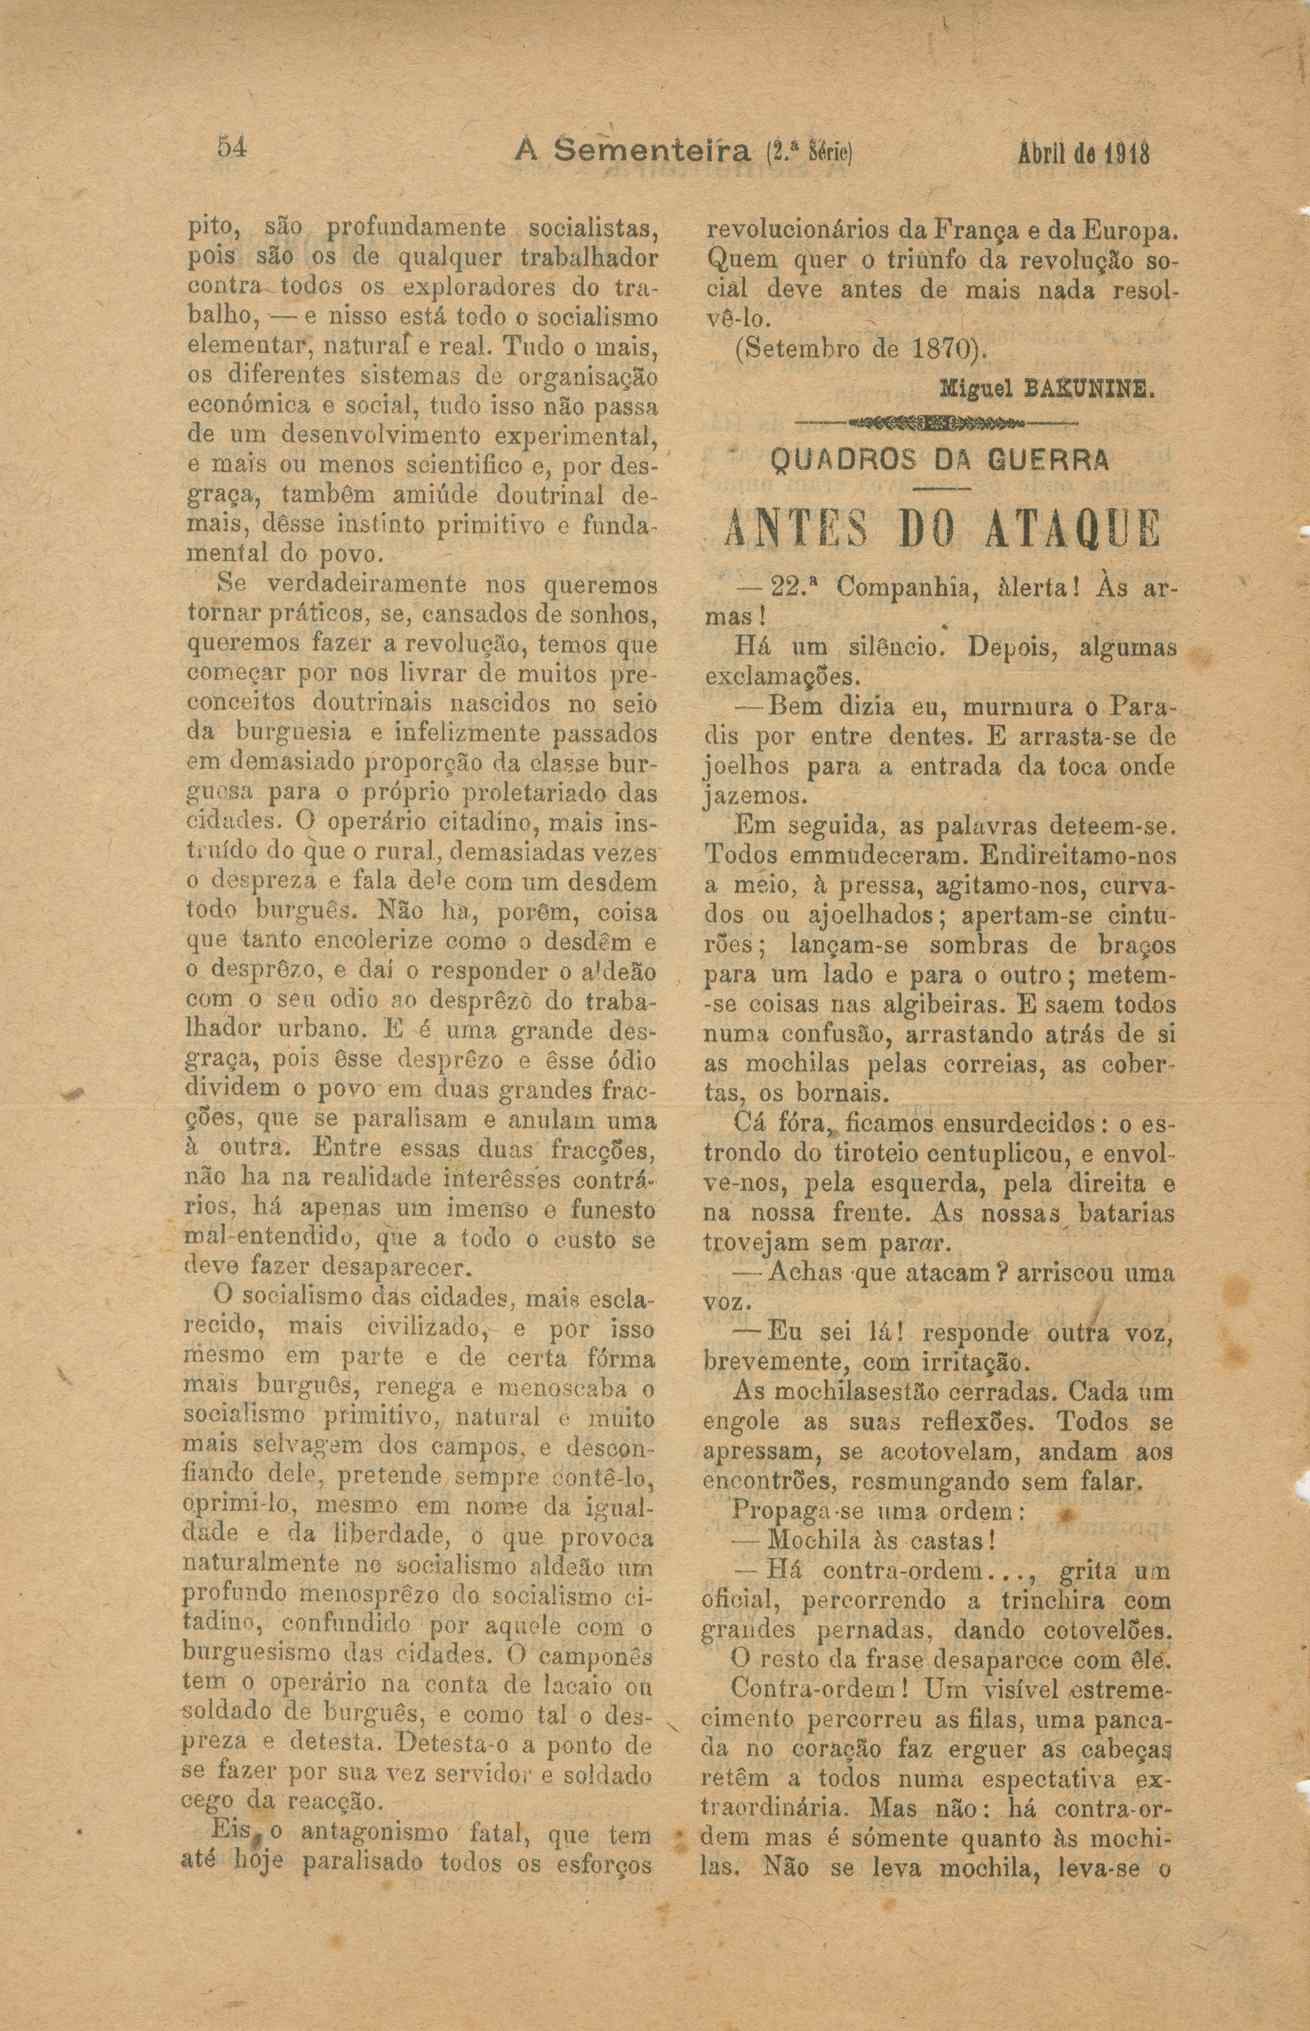 54
A Sementeira (2.ª Série)
Abril de 1918
pito, são profundamente socialistas,
pois são os de qualquer trabalhador
contra todos os exploradores do tra-
balho, — e nisso está todo o socialismo
elementar, natural e real. Tudo o mais,
os diferentes sistemas de organisação
económica e social, tudo isso não passa
de um desenvolvimento experimental,
e mais ou menos scientifico e, por des-
graça, tambêm amiúde doutrinal de-
mais, dêsse instinto primitivo e funda-
mental do povo.
Se verdadeiramente nos queremos
tornar práticos, se, cansados de sonhos,
queremos fazer a revolução, temos que
começar por nos livrar de muitos pre-
conceitos doutrinais nascidos no seio
da burguesia e infelizmente passados
em demasiado proporção da classe bur-
guesa para o próprio proletariado das
cidades. O operário citadino, mais ins-
truído do que o rural, demasiadas vezes
o despreza e fala dele com um desdem
todo burguês. Não ha, porêm, coisa
que tanto encolerize como o desdêm e
o desprêzo, e daí o responder o aldeão
com o seu odio ao desprêzo do traba-
lhador urbano. E é uma grande des-
graça, pois êsse desprêzo e êsse ódio
dividem o povo em duas grandes frac-
ções, que se paralisam e anulam uma
à outra. Entre essas duas fracções,
não ha na realidade interêsses contrá-
rios, há apenas um imenso e funesto
mal-entendido, que a todo o custo se
deve fazer desaparecer.
O socialismo das cidades, mais escla-
recido, mais civilizado, e por isso
mesmo em parte e de certa fórma
mais burguês, renega e menoscaba o
socialismo primitivo, natural e muito
mais selvagem dos campos, e descon-
fiando dele, pretende sempre contê-lo,
oprimi-lo, mesmo em nome da igual-
dade e da liberdade, o que provoca
naturalmente no socialismo aldeão um
profundo menosprêzo do socialismo ci-
tadino, confundido por aquele com o
burguesismo das cidades. O camponês
tem o operário na conta de lacaio ou
soldado de burguês, e como tal o des-
preza e detesta. Detesta-o a ponto de
se fazer por sua vez servidor e soldado
cego da reacção.
Eis o antagonismo fatal, que tem
até hoje paralisado todos os esforços
revolucionários da França e da Europa.
Quem quer o triunfo da revolução so-
cial deve antes de mais nada resol-
vê-lo.
(Setembro de 1870).
Miguel BAKUNINE.
QUADROS DA GUERRA
ANTES DO ATAQUE
— 22.ª Companhia, àlerta! Às ar-
mas!
Há um silêncio. Depois, algumas
exclamações.
— Bem dizia eu, murmura o Para-
dis por entre dentes. E arrasta-se de
joelhos para a entrada da toca onde
jazemos.
Em seguida, as palavras deteem-se.
Todos emmudeceram. Endireitamo-nos
a meio, à pressa, agitamo-nos, curva-
dos ou ajoelhados; apertam-se cintu-
rões; lançam-se sombras de braços
para um lado e para o outro; metem-
-se coisas nas algibeiras. E saem todos
numa confusão, arrastando atrás de si
as mochilas pelas correias, as cober-
tas, os bornais.
Cá fóra, ficamos ensurdecidos: o es-
trondo do tiroteio centuplicou, e envol-
ve-nos, pela esquerda, pela direita e
na nossa frente. As nossas batarias
trovejam sem parar.
— Achas que atacam? arriscou uma
voz.
— Eu sei lá! responde outra voz,
brevemente, com irritação.
As mochilasestão cerradas. Cada um
engole as suas reflexões. Todos se
apressam, se acotovelam, andam aos
encontrões, resmungando sem falar.
Propaga-se uma ordem:
— Mochila às castas!
— Há contra-ordem..., grita um
oficial, percorrendo a trinchira com
grandes pernadas, dando cotovelões.
O resto da frase desaparece com êle.
Contra-ordem! Um visível estreme-
cimento percorreu as filas, uma panca-
da no coração faz erguer as cabeças
retêm a todos numa espectativa ex-
traordinária. Mas não: há contra-or-
dem mas é sómente quanto às mochi-
las. Não se leva mochila, leva-se o